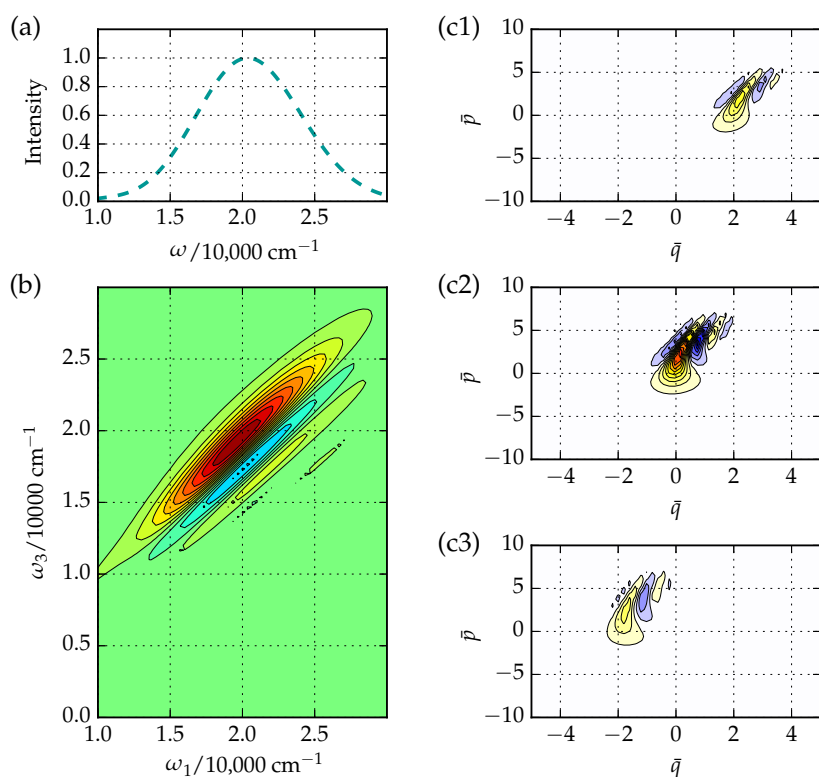 (a)
Intensity
1.2
1.0
0.8
0.6
0.4
0.2
0.0
1.0 1.5 2.0 2.5
ω/10,000 cm⁻¹
(b)
ω₃/10000 cm⁻¹
2.5
2.0
1.5
1.0
0.5
0.0
1.0 1.5 2.0 2.5
ω₁/10,000 cm⁻¹
(c1)
p̄
10
5
0
−5
−10
−4 −2 0 2 4
q̄
(c2)
p̄
10
5
0
−5
−10
−4 −2 0 2 4
q̄
(c3)
p̄
10
5
0
−5
−10
−4 −2 0 2 4
q̄